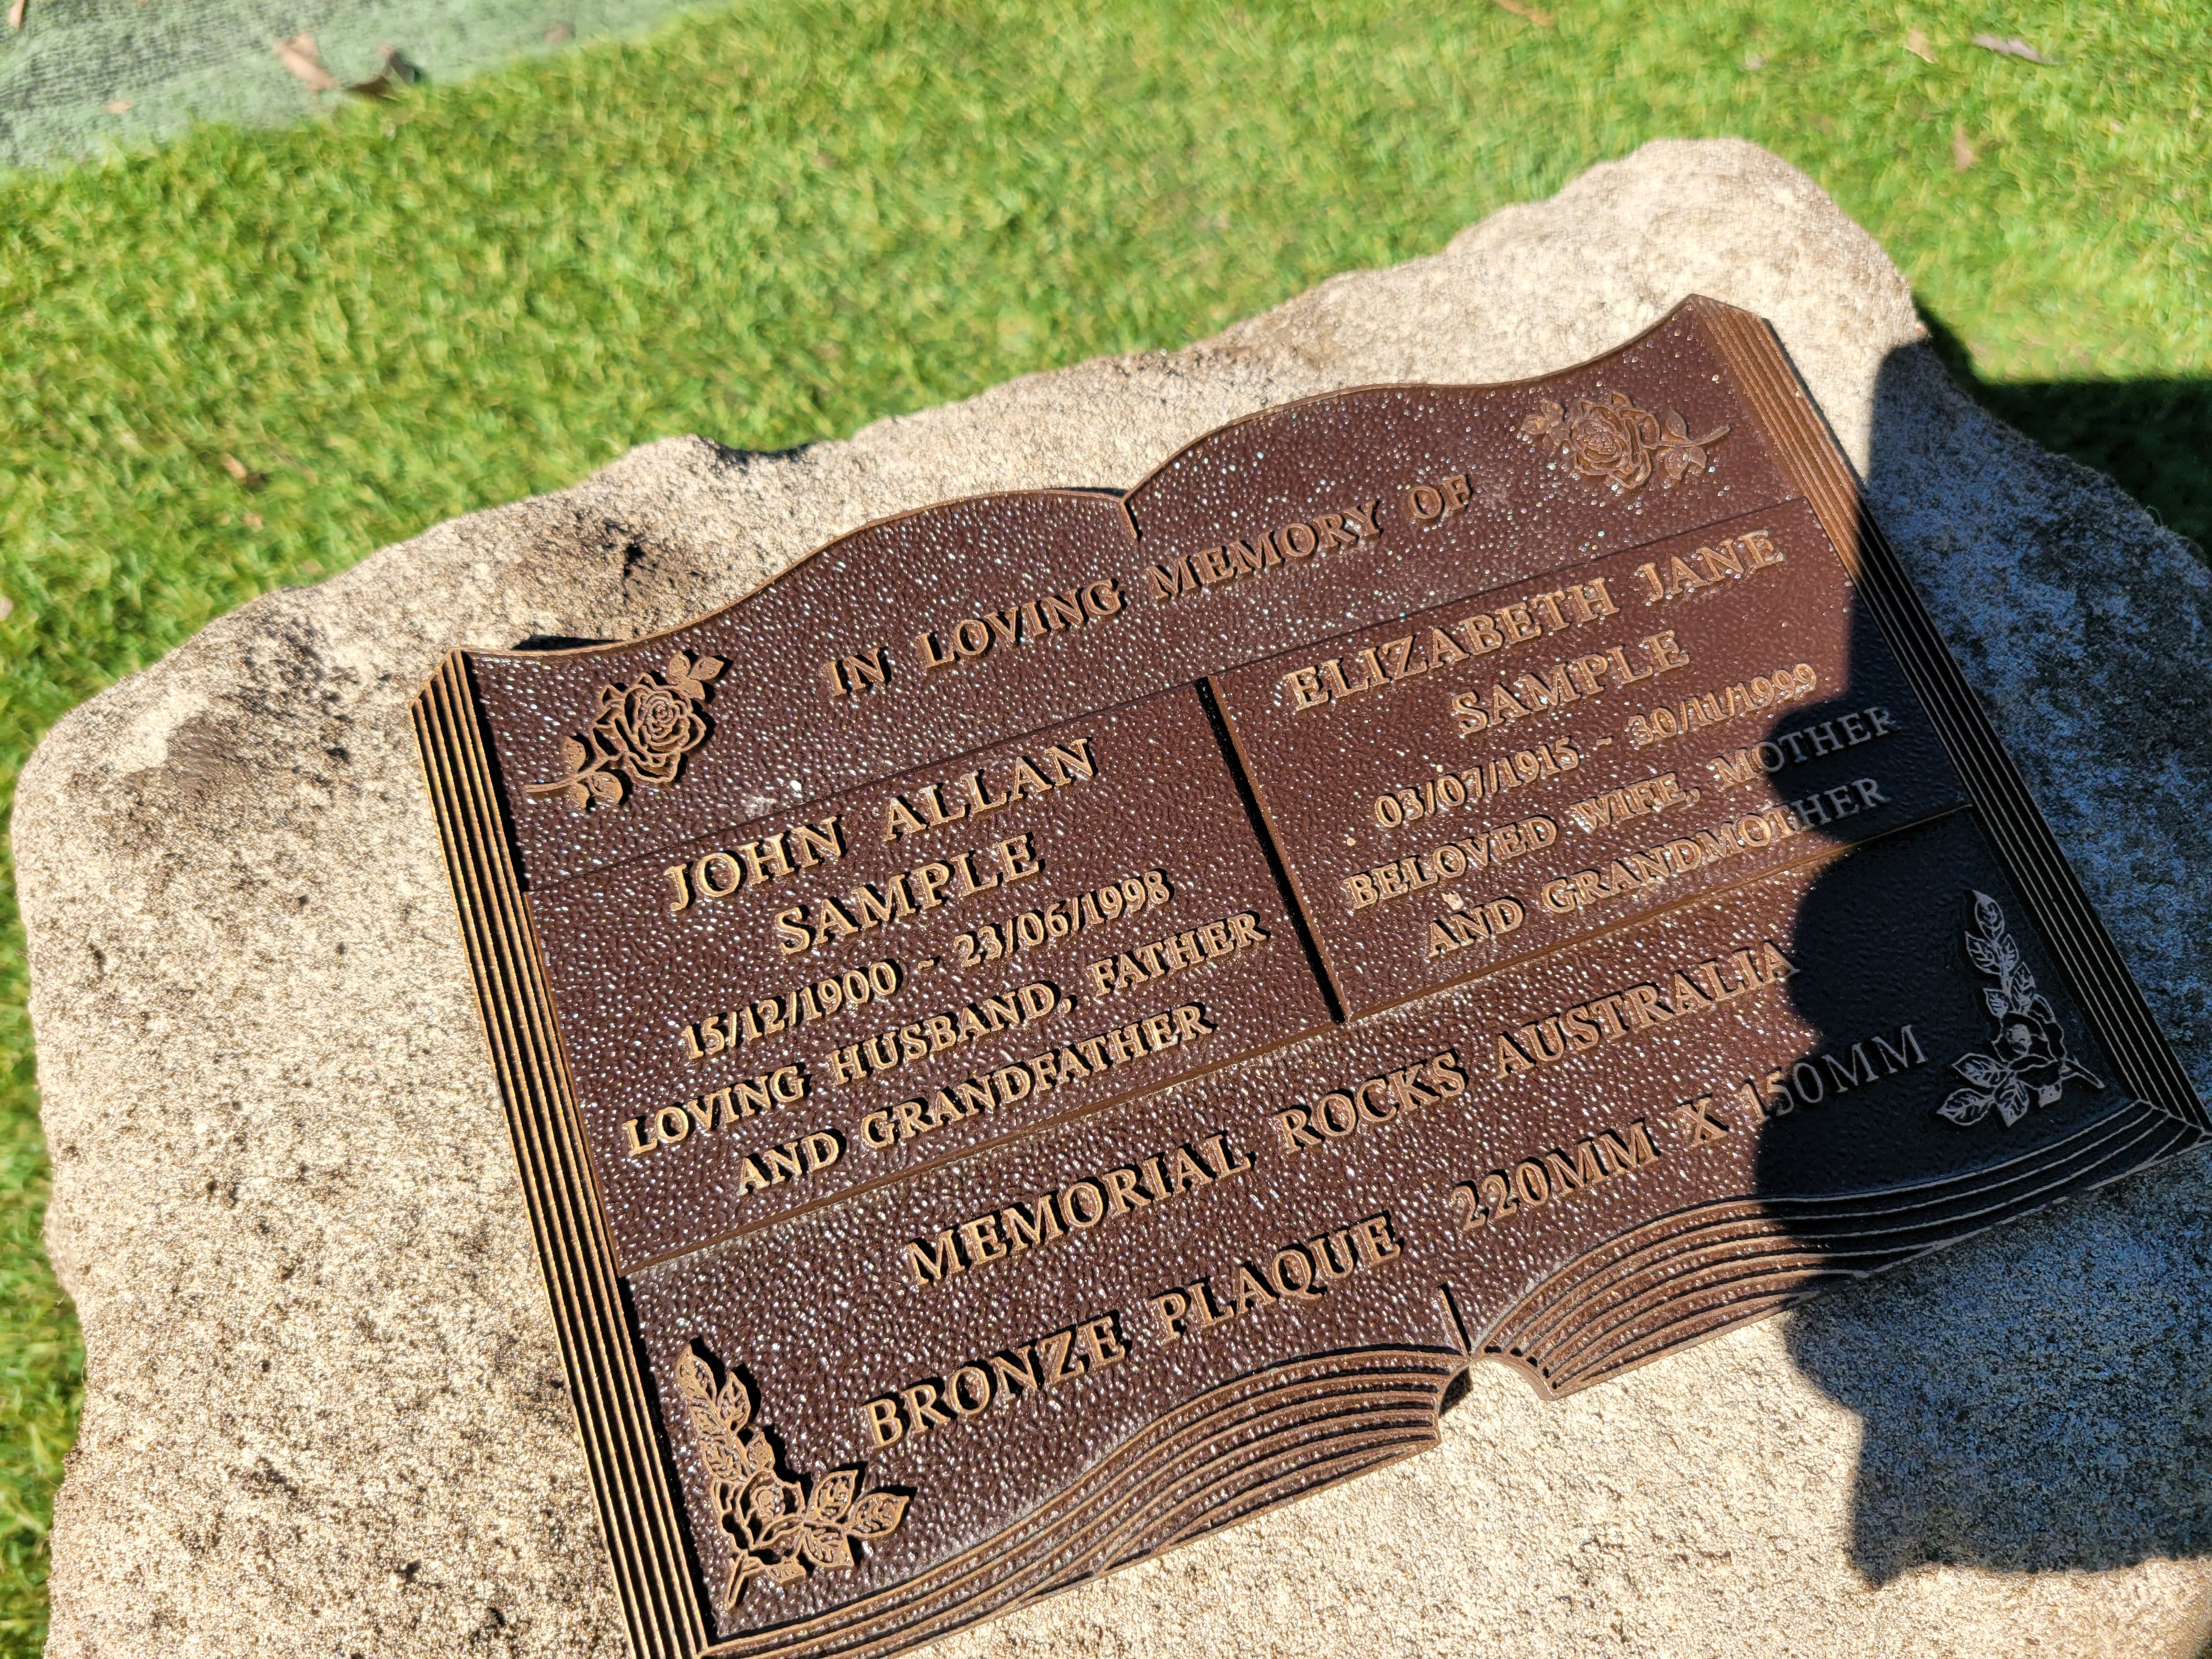 IN LOVING MEMORY OF
JOHN ALLAN
SAMPLE
15/12/1900 ~ 23/06/1998
LOVING HUSBAND, FATHER
AND GRANDFATHER
ELIZABETH JANE
SAMPLE
03/07/1915 ~ 30/11/1999
BELOVED WIFE, MOTHER
AND GRANDMOTHER
MEMORIAL ROCKS AUSTRALIA
BRONZE PLAQUE 220MM X 150MM